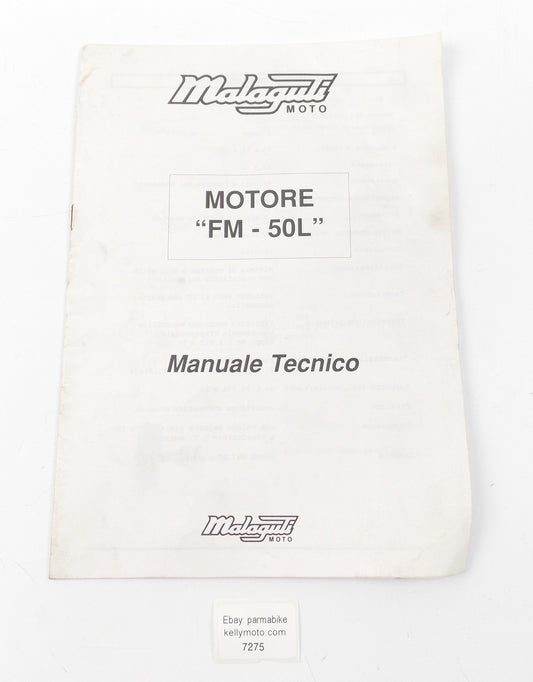 Malaguti
MOTO
MOTORE
“FM - 50L”
Manuale Tecnico
Malaguti
MOTO
Ebay: parmabike
kellymoto.com
7275